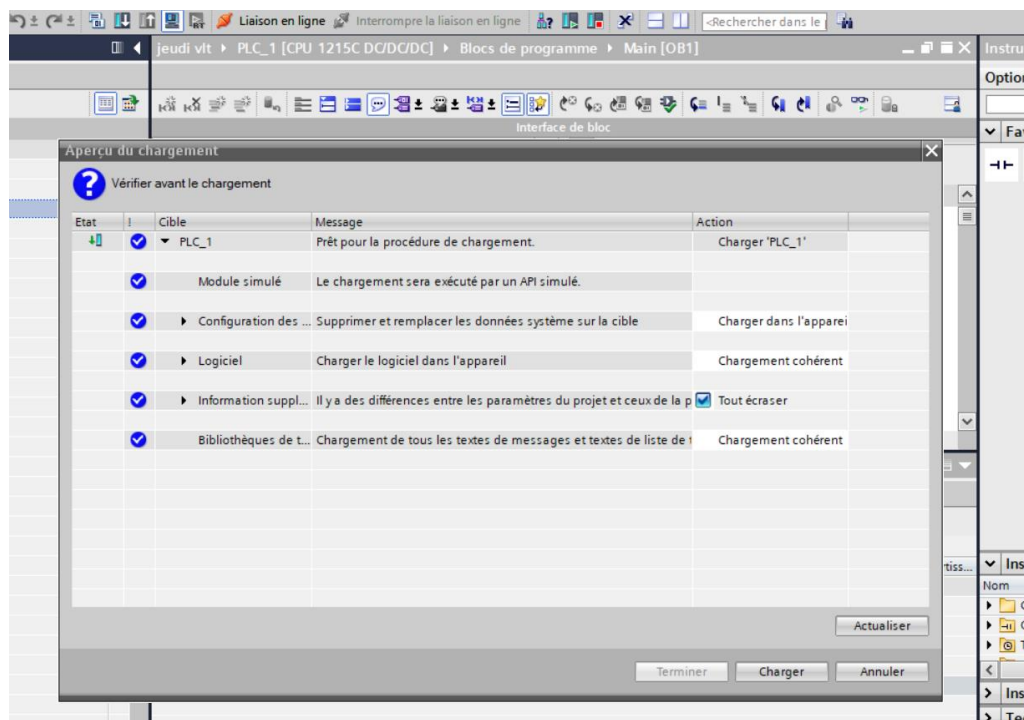 Liaison en ligne Interrompre la liaison en ligne <Rechercher dans le
jeudi vlt PLC_1 [CPU 1215C DC/DC/DC] Blocs de programme Main [OB1]
Instru
Option
Interface de bloc
Fa
Aperçu du chargement
Vérifier avant le chargement
Etat ! Cible Message Action
PLC_1 Prêt pour la procédure de chargement. Charger 'PLC_1'
Module simulé Le chargement sera exécuté par un API simulé.
Configuration des ... Supprimer et remplacer les données système sur la cible Charger dans l'apparei
Logiciel Charger le logiciel dans l'appareil Chargement cohérent
Information suppl... Il y a des différences entre les paramètres du projet et ceux de la p Tout écraser
Bibliothèques de t... Chargement de tous les textes de messages et textes de liste de t Chargement cohérent
tiss...
Ins
Nom
Actualiser
Terminer Charger Annuler
Ins
Te